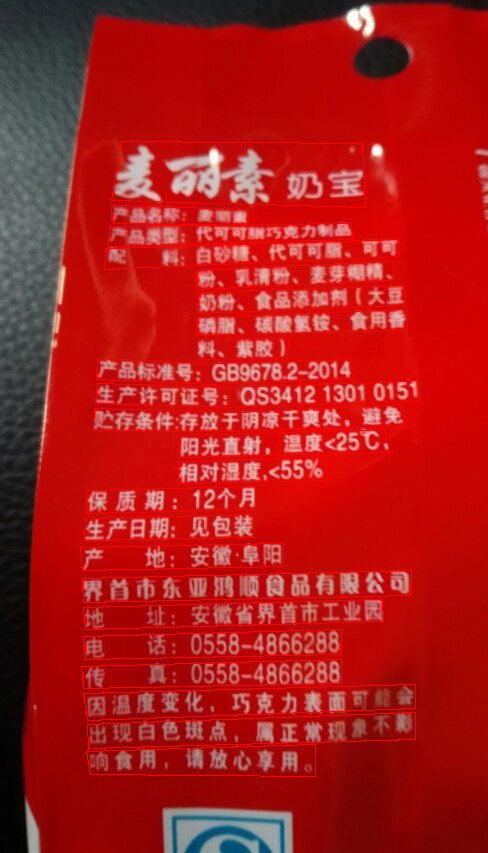 麦丽素 奶宝
产品名称：麦丽素
产品类型：代可可脂巧克力制品
配 料：白砂糖、代可可脂、可可
粉、乳清粉、麦芽糊精、
奶粉、食品添加剂（大豆
磷脂、碳酸氢铵、食用香
料、紫胶）
产品标准号：GB9678.2-2014
生产许可证号：QS3412 1301 0151
贮存条件:存放于阴凉干爽处，避免
阳光直射，温度<25℃，
相对湿度,<55%
保 质 期：12个月
生产日期：见包装
产 地：安徽·阜阳
界首市东亚鸿顺食品有限公司
地 址：安徽省界首市工业园
电 话：0558-4866288
传 真：0558-4866288
因温度变化，巧克力表面可能会
出现白色斑点，属正常现象不影
响食用，请放心享用。